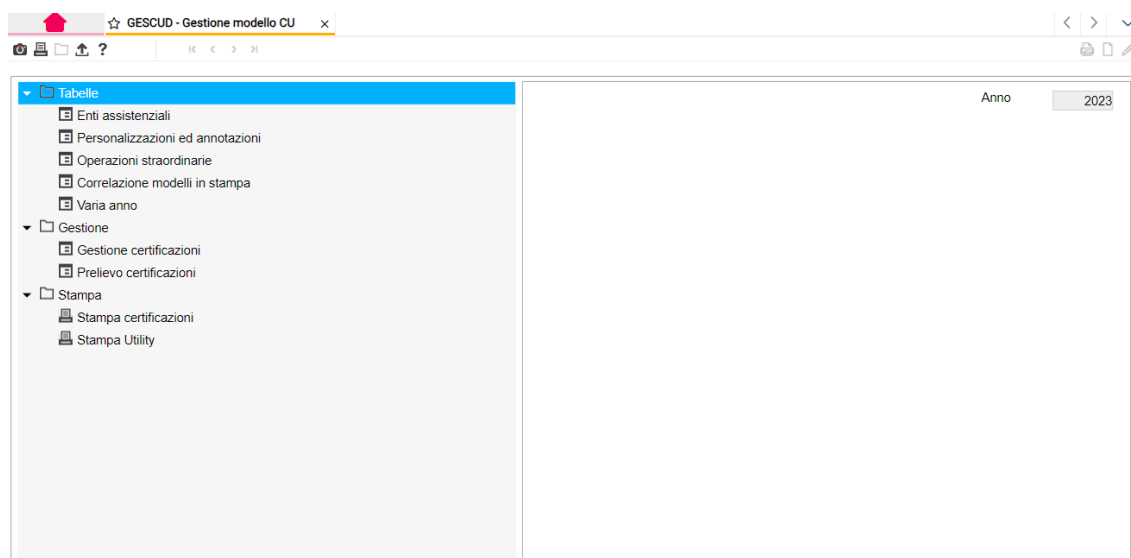 GESCUD - Gestione modello CU
?
Tabelle
Enti assistenziali
Personalizzazioni ed annotazioni
Operazioni straordinarie
Correlazione modelli in stampa
Varia anno
Gestione
Gestione certificazioni
Prelievo certificazioni
Stampa
Stampa certificazioni
Stampa Utility
Anno 2023